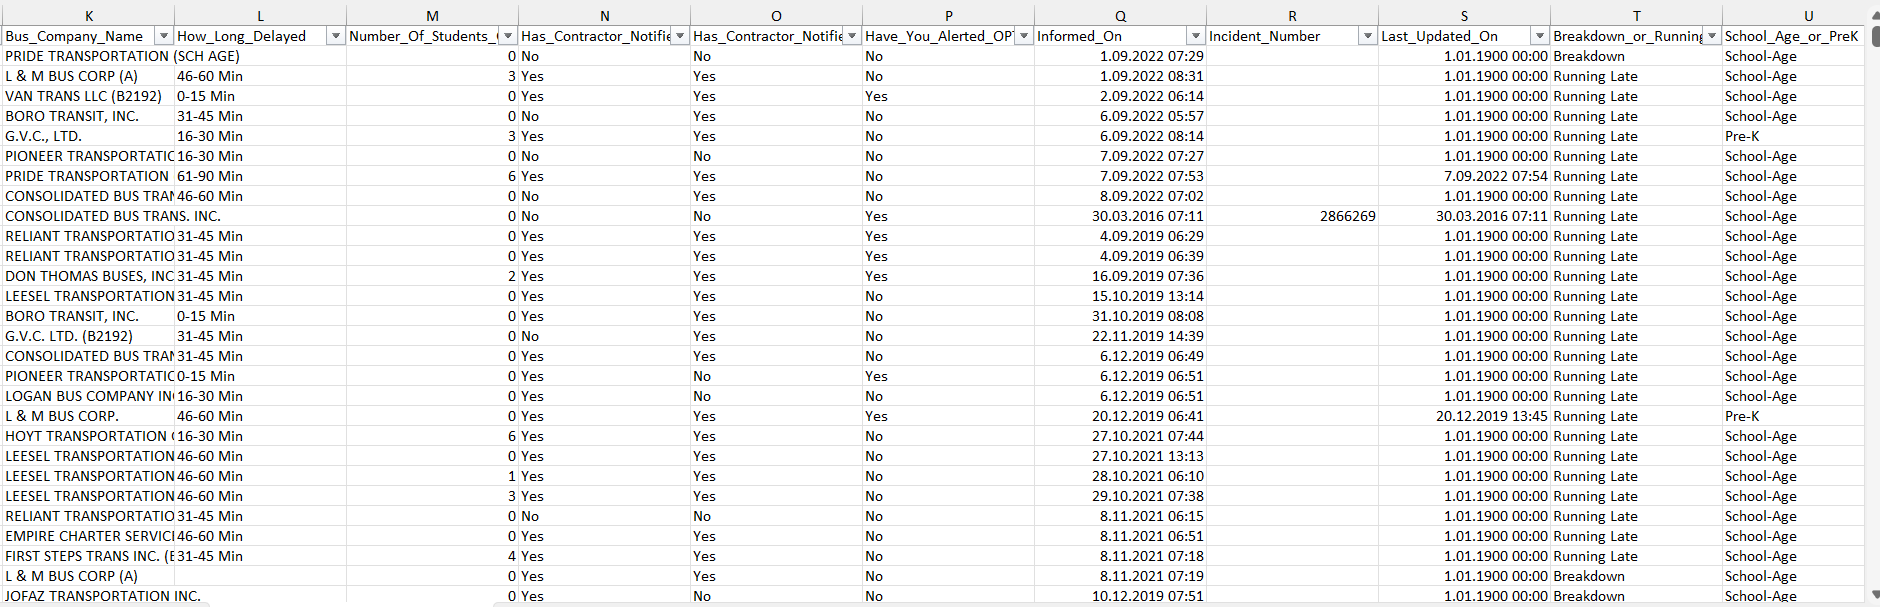 K L M N O P Q R S T U
Bus_Company_Name How_Long_Delayed Number_Of_Students_ Has_Contractor_Notifie Has_Contractor_Notifie Have_You_Alerted_OPT Informed_On Incident_Number Last_Updated_On Breakdown_or_Running School_Age_or_PreK
PRIDE TRANSPORTATION (SCH AGE) 0 No No No 1.09.2022 07:29 1.01.1900 00:00 Breakdown School-Age
L & M BUS CORP (A) 46-60 Min 3 Yes Yes No 1.09.2022 08:31 1.01.1900 00:00 Running Late School-Age
VAN TRANS LLC (B2192) 0-15 Min 0 Yes Yes Yes 2.09.2022 06:14 1.01.1900 00:00 Running Late School-Age
BORO TRANSIT, INC. 31-45 Min 0 No Yes No 6.09.2022 05:57 1.01.1900 00:00 Running Late School-Age
G.V.C., LTD. 16-30 Min 3 Yes Yes No 6.09.2022 08:14 1.01.1900 00:00 Running Late Pre-K
PIONEER TRANSPORTATIC 16-30 Min 0 No No No 7.09.2022 07:27 1.01.1900 00:00 Running Late School-Age
PRIDE TRANSPORTATION 61-90 Min 6 Yes Yes No 7.09.2022 07:53 7.09.2022 07:54 Running Late School-Age
CONSOLIDATED BUS TRAN 46-60 Min 0 No Yes No 8.09.2022 07:02 1.01.1900 00:00 Running Late School-Age
CONSOLIDATED BUS TRANS. INC. 0 No No Yes 30.03.2016 07:11 2866269 30.03.2016 07:11 Running Late School-Age
RELIANT TRANSPORTATIO 31-45 Min 0 Yes Yes Yes 4.09.2019 06:29 1.01.1900 00:00 Running Late School-Age
RELIANT TRANSPORTATIO 31-45 Min 0 Yes Yes Yes 4.09.2019 06:39 1.01.1900 00:00 Running Late School-Age
DON THOMAS BUSES, INC 31-45 Min 2 Yes Yes Yes 16.09.2019 07:36 1.01.1900 00:00 Running Late School-Age
LEESEL TRANSPORTATION 31-45 Min 0 Yes Yes No 15.10.2019 13:14 1.01.1900 00:00 Running Late School-Age
BORO TRANSIT, INC. 0-15 Min 0 Yes Yes No 31.10.2019 08:08 1.01.1900 00:00 Running Late School-Age
G.V.C. LTD. (B2192) 31-45 Min 0 No Yes No 22.11.2019 14:39 1.01.1900 00:00 Running Late School-Age
CONSOLIDATED BUS TRAN 31-45 Min 0 Yes Yes No 6.12.2019 06:49 1.01.1900 00:00 Running Late School-Age
PIONEER TRANSPORTATIC 0-15 Min 0 Yes No Yes 6.12.2019 06:51 1.01.1900 00:00 Running Late School-Age
LOGAN BUS COMPANY IN 16-30 Min 0 Yes No No 6.12.2019 06:51 1.01.1900 00:00 Running Late School-Age
L & M BUS CORP. 46-60 Min 0 Yes Yes Yes 20.12.2019 06:41 20.12.2019 13:45 Running Late Pre-K
HOYT TRANSPORTATION 16-30 Min 6 Yes Yes No 27.10.2021 07:44 1.01.1900 00:00 Running Late School-Age
LEESEL TRANSPORTATION 46-60 Min 0 Yes Yes No 27.10.2021 13:13 1.01.1900 00:00 Running Late School-Age
LEESEL TRANSPORTATION 46-60 Min 1 Yes Yes No 28.10.2021 06:10 1.01.1900 00:00 Running Late School-Age
LEESEL TRANSPORTATION 46-60 Min 3 Yes Yes No 29.10.2021 07:38 1.01.1900 00:00 Running Late School-Age
RELIANT TRANSPORTATIO 31-45 Min 0 No No No 8.11.2021 06:15 1.01.1900 00:00 Running Late School-Age
EMPIRE CHARTER SERVICI 46-60 Min 0 Yes Yes No 8.11.2021 06:51 1.01.1900 00:00 Running Late School-Age
FIRST STEPS TRANS INC. (E 31-45 Min 4 Yes Yes No 8.11.2021 07:18 1.01.1900 00:00 Running Late School-Age
L & M BUS CORP (A) 0 Yes Yes No 8.11.2021 07:19 1.01.1900 00:00 Breakdown School-Age
JOFAZ TRANSPORTATION INC. 0 Yes No No 10.12.2019 07:51 1.01.1900 00:00 Breakdown School-Age